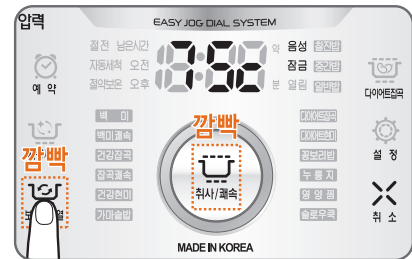 압력
EASY JOG DIAL SYSTEM
절전 남은시간
자동세척 오전
절약보온 오후
75c
약
분
음성 찰진밥
잠금
열림 일반밥
예 약
다이어트잡곡
백 미
백미쾌속
건강잡곡
잡곡쾌속
건강현미
가마솥밥
깜빡
취사/쾌속
다이어트잡곡
다이어트현미
콩보리밥
누 룽 지
영 양 찜
슬로우쿡
설 정
취 소
깜빡
MADE IN KOREA